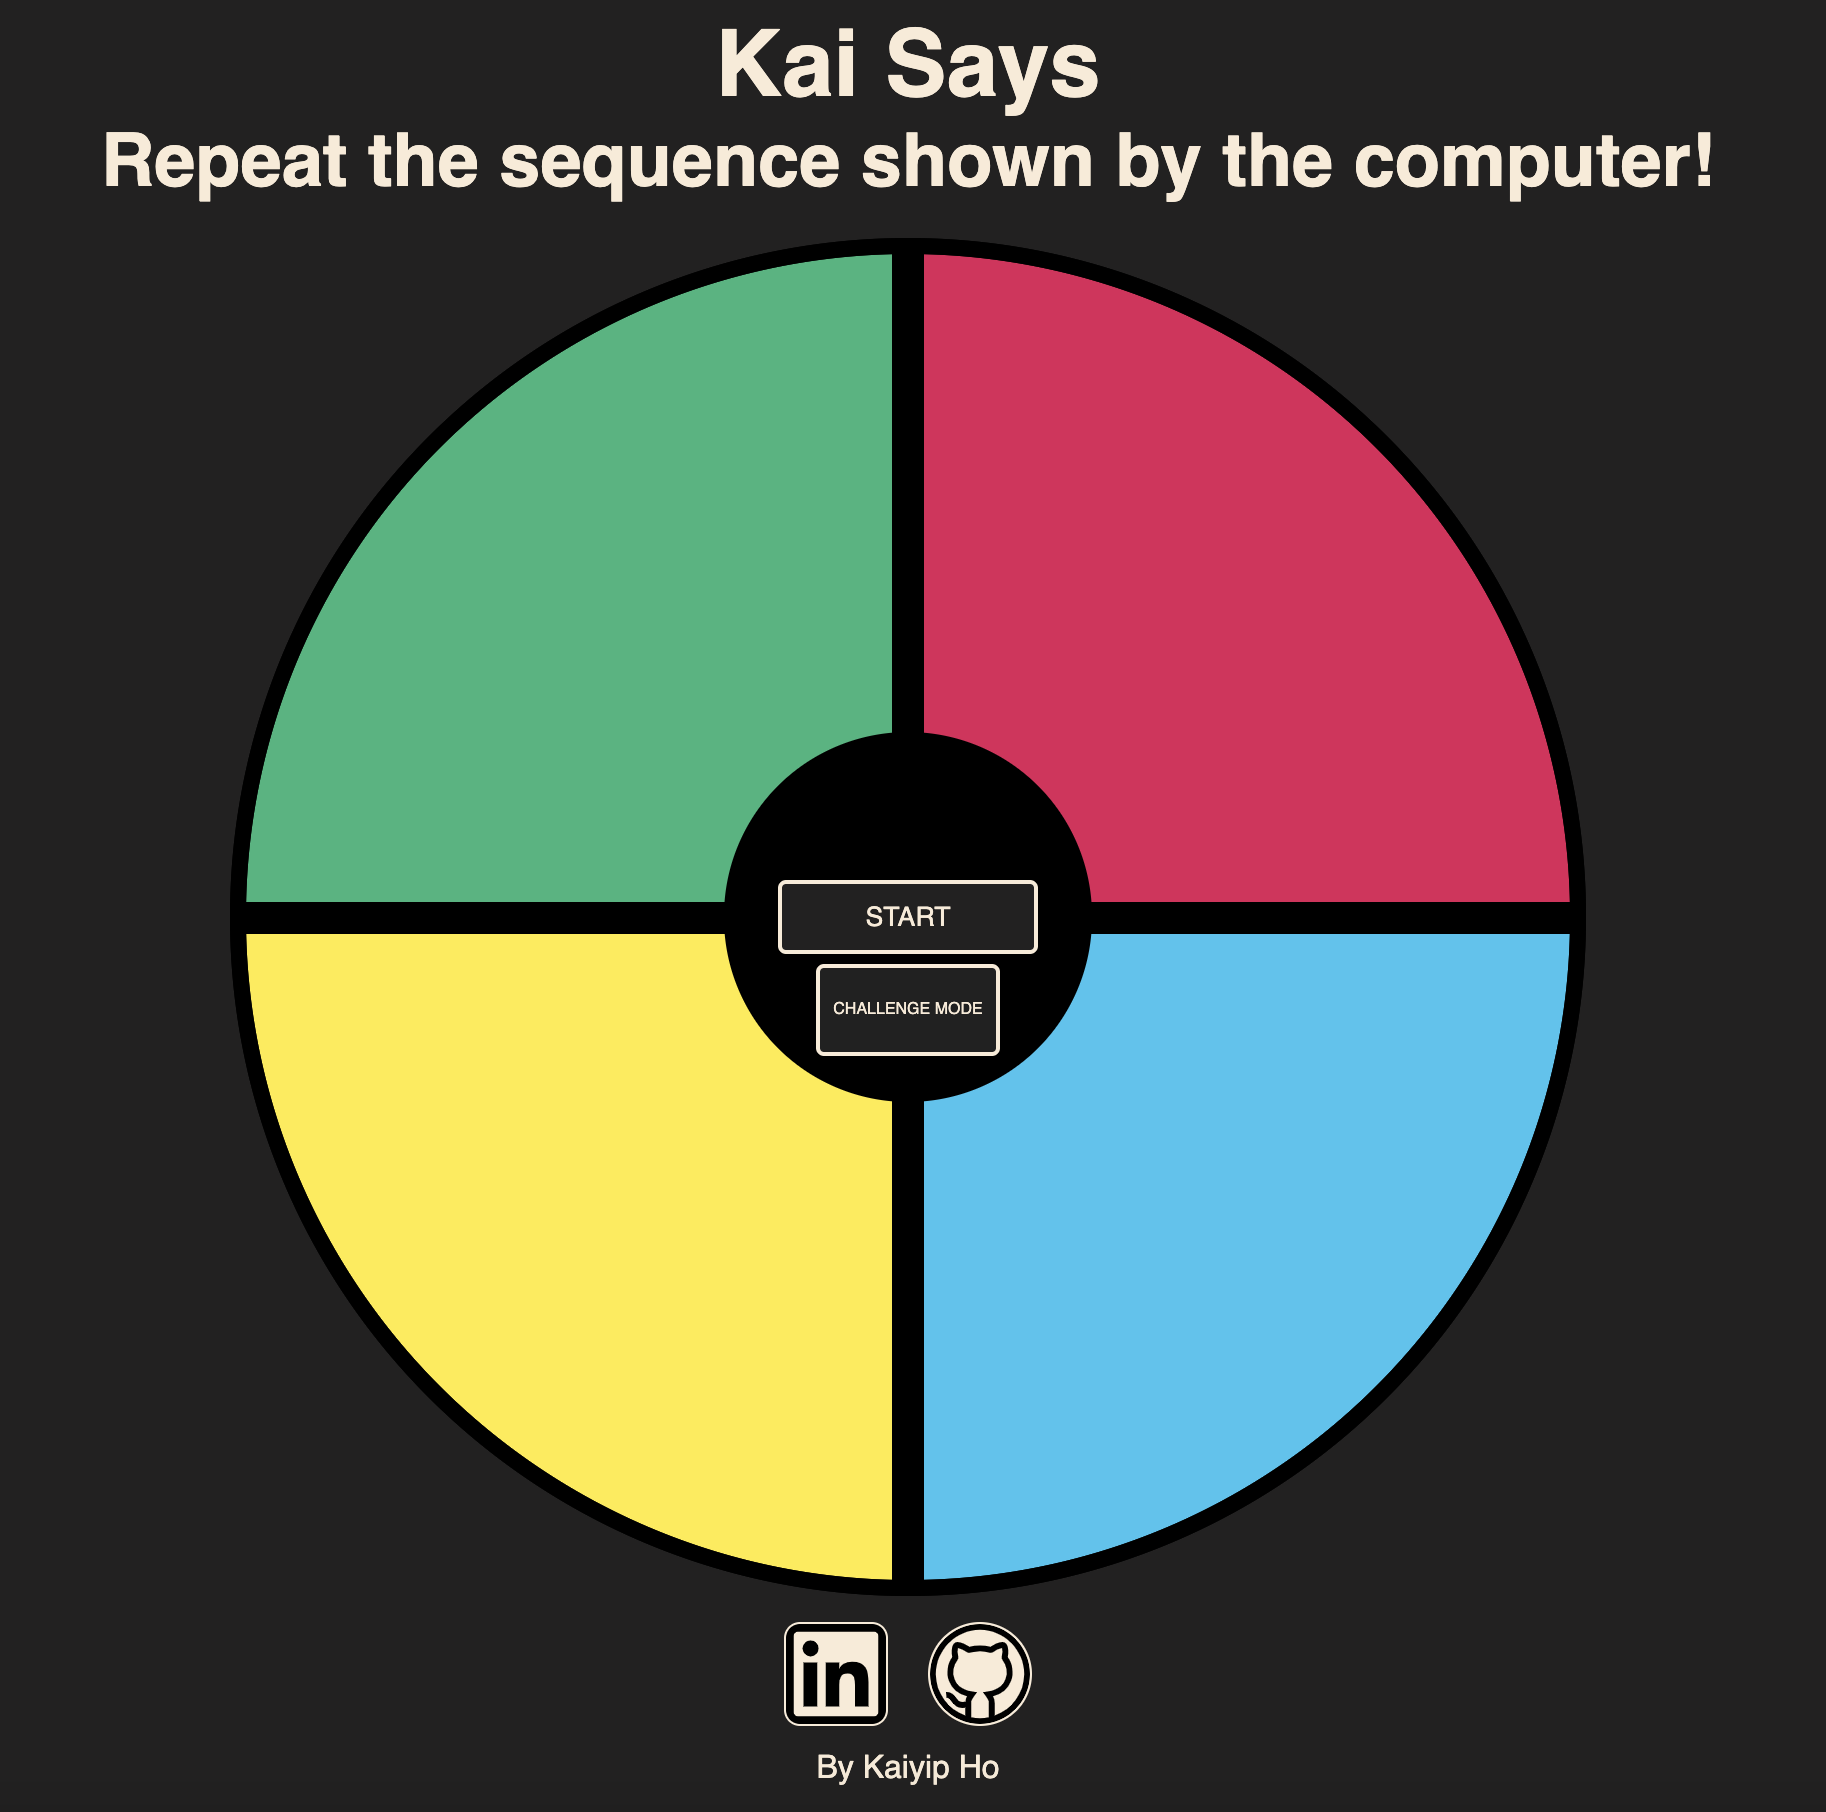 Kai Says
Repeat the sequence shown by the computer!
START
CHALLENGE MODE
in
By Kaiyip Ho